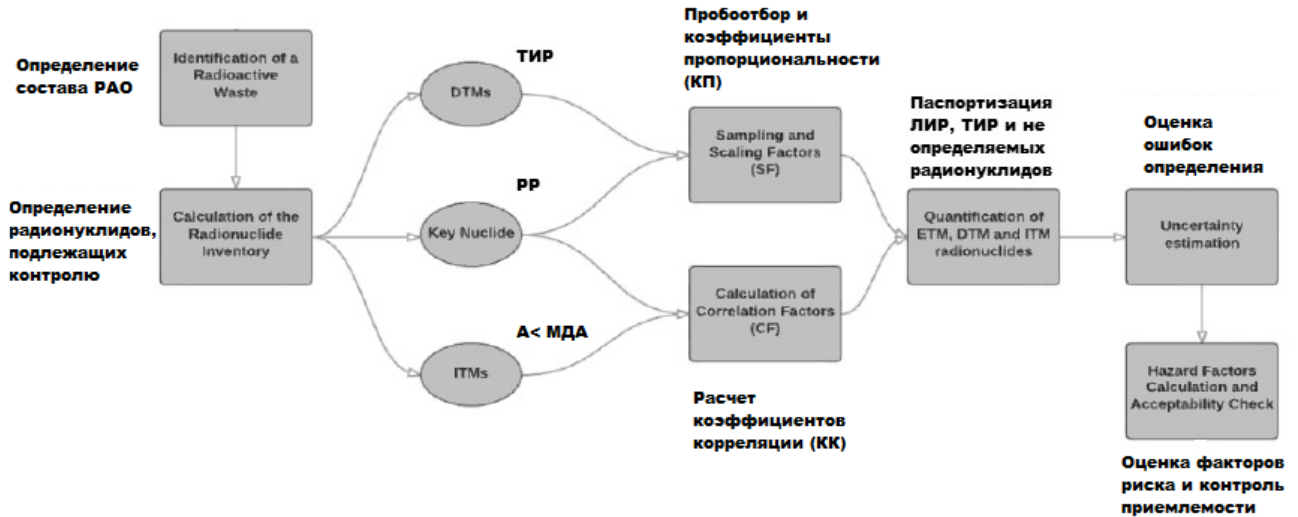 Определение
состава РАО
Identification of a
Radioactive
Waste
Определение
радионуклидов,
подлежащих
контролю
Calculation of the
Radionuclide
Inventory
ТИР
DTMs
РР
Key Nuclide
А< МДА
ITMs
Пробоотбор и
коэффициенты
пропорциональности
(КП)
Sampling and
Scaling Factors
(SF)
Calculation of
Correlation Factors
(CF)
Расчет
коэффициентов
корреляции (КК)
Паспортизация
ЛИР, ТИР и не
определяемых
радионуклидов
Quantification of
ETM, DTM and ITM
radionuclides
Оценка
ошибок
определения
Uncertainty
estimation
Hazard Factors
Calculation and
Acceptability Check
Оценка факторов
риска и контроль
приемлемости